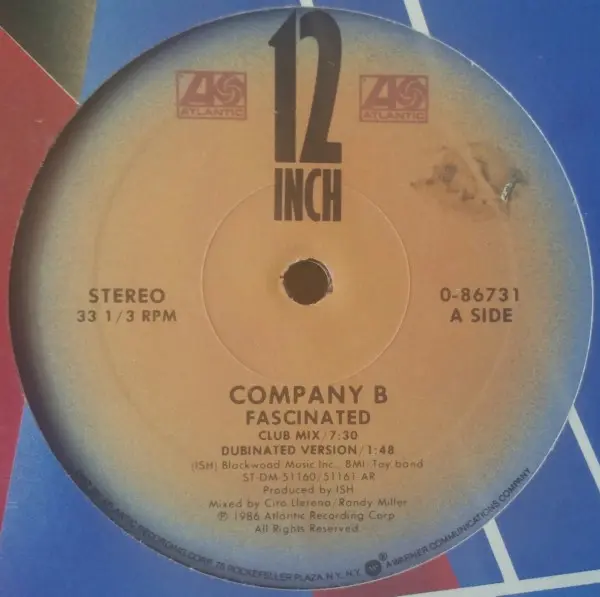 12
INCH
ATLANTIC
ATLANTIC
STEREO
33 1/3 RPM
0-86731
A SIDE
COMPANY B
FASCINATED
CLUB MIX/7:30
DUBINATED VERSION/1:48
(ISH) Blackwood Music Inc., BMI/Toy band
ST-DM-51160/51161-AR
Produced by ISH
Mixed by Ciro Llerena/Randy Miller
℗ 1986 Atlantic Recording Corp.
All Rights Reserved
ATLANTIC RECORDING CORP., 75 ROCKEFELLER PLAZA N.Y., N.Y. ® A WARNER COMMUNICATIONS COMPANY